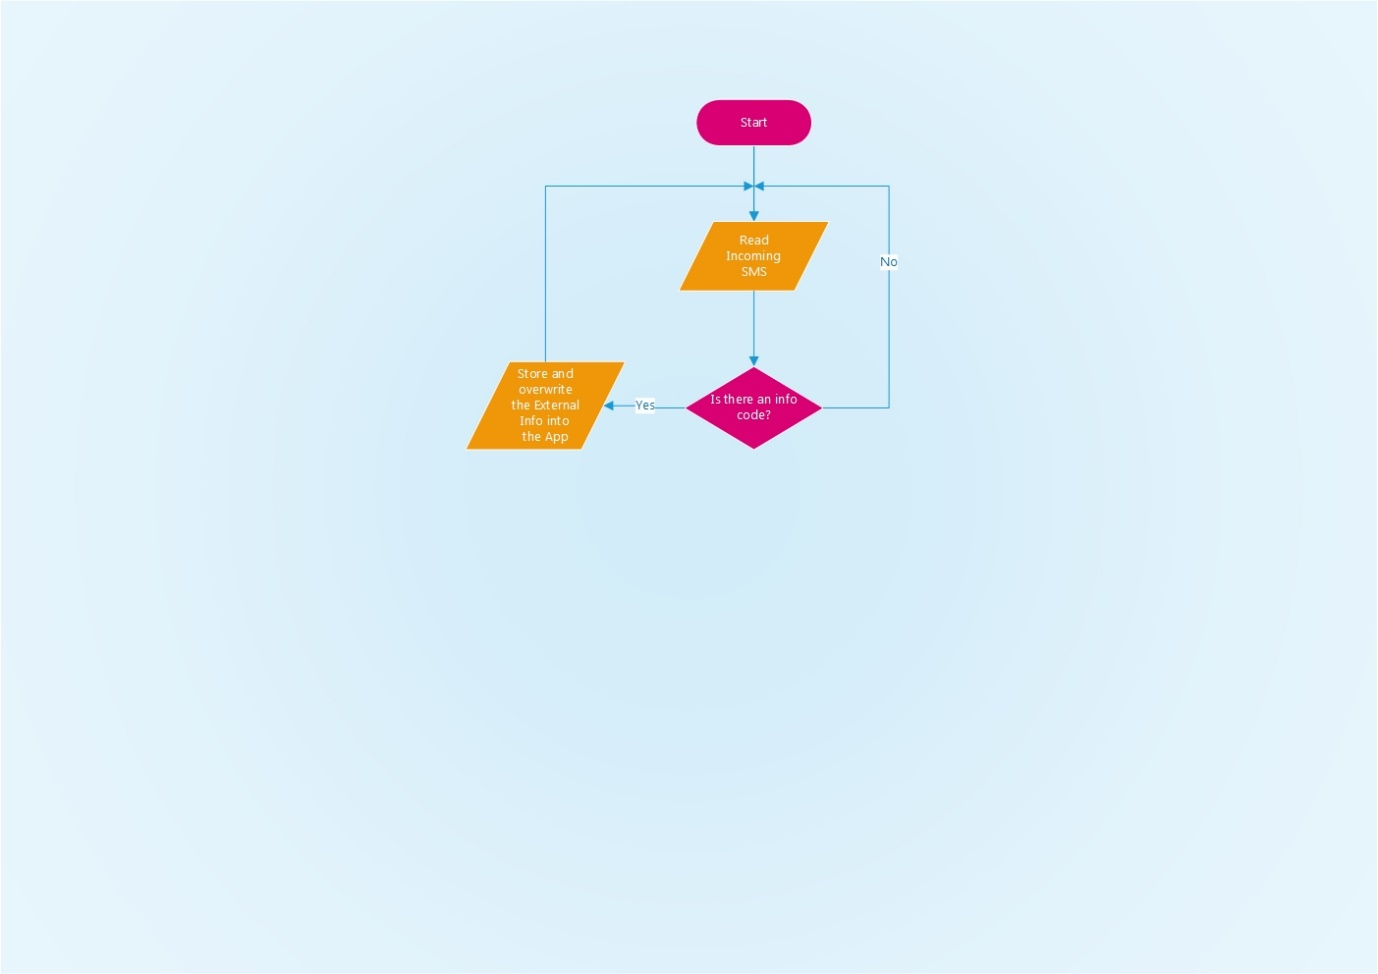 Start
Read
Incoming
SMS
No
Store and
overwrite
the External
Info into
the App
Yes
Is there an info
code?